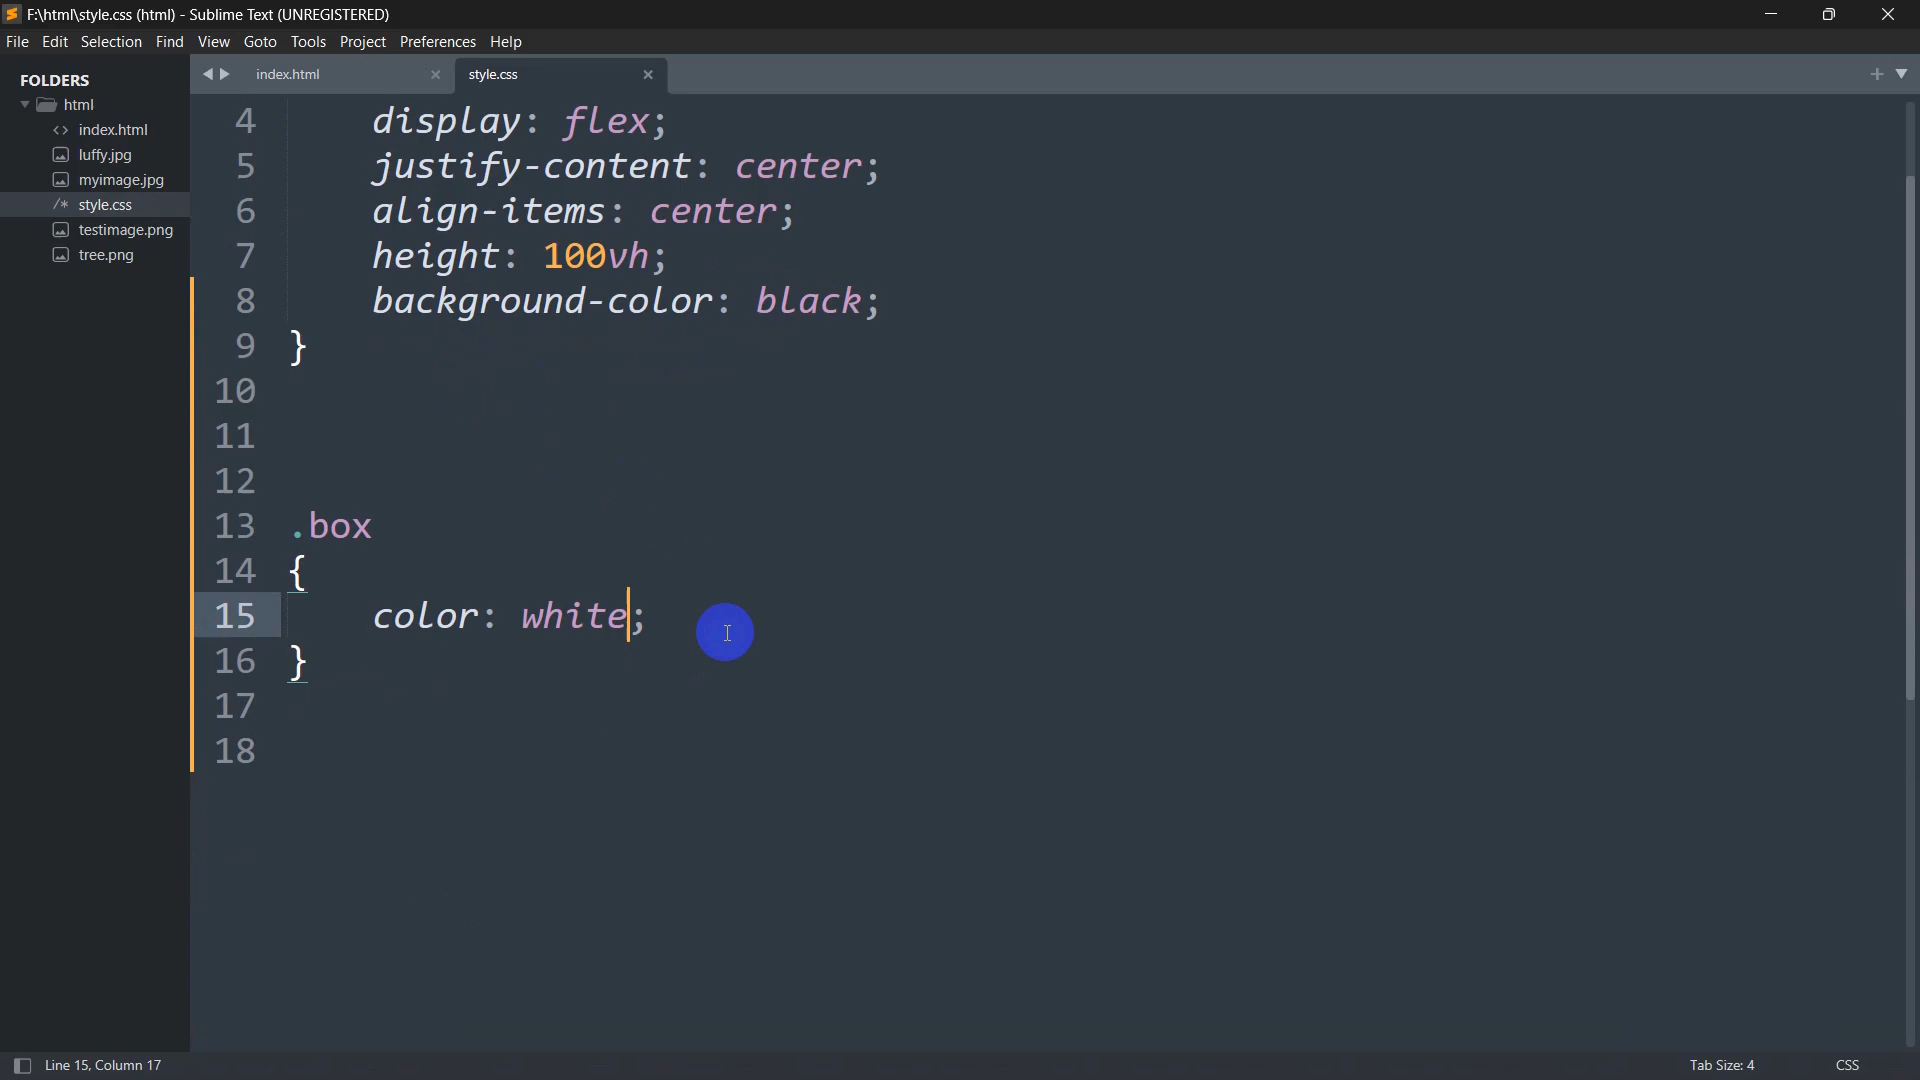 F:\html\style.css (html) - Sublime Text (UNREGISTERED)
File Edit Selection Find View Goto Tools Project Preferences Help
FOLDERS
html
index.html
luffy.jpg
myimage.jpg
style.css
testimage.png
tree.png
index.html
style.css
4 display: flex;
5 justify-content: center;
6 align-items: center;
7 height: 100vh;
8 background-color: black;
9 }
10
11
12
13 .box
14 {
15 color: white;
16 }
17
18
Line 15, Column 17
Tab Size: 4
CSS